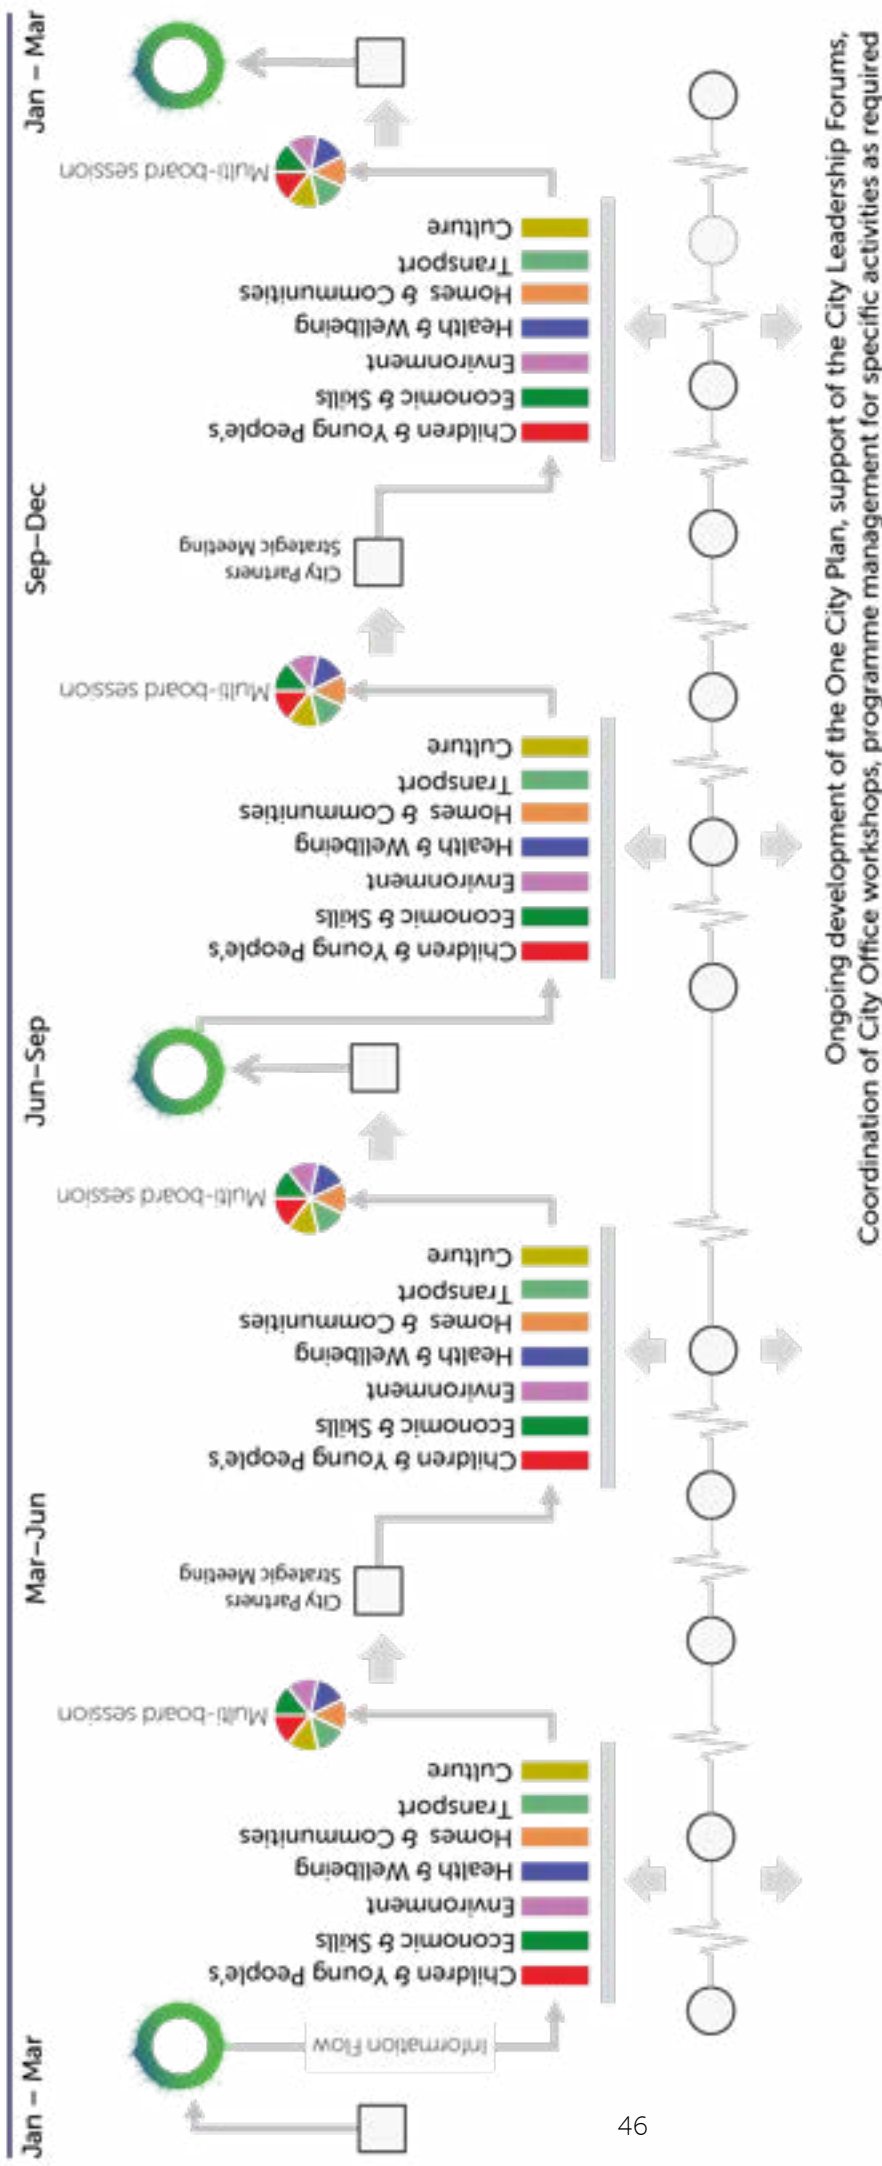 Jan – Mar
Mar–Jun
Jun–Sep
Sep–Dec
Jan – Mar
Information Flow
Children & Young People's
Economic & Skills
Environment
Health & Wellbeing
Homes & Communities
Transport
Culture
Multi-board session
City Partners
Strategic Meeting
Children & Young People's
Economic & Skills
Environment
Health & Wellbeing
Homes & Communities
Transport
Culture
Multi-board session
Children & Young People's
Economic & Skills
Environment
Health & Wellbeing
Homes & Communities
Transport
Culture
Multi-board session
City Partners
Strategic Meeting
Children & Young People's
Economic & Skills
Environment
Health & Wellbeing
Homes & Communities
Transport
Culture
Multi-board session
Ongoing development of the One City Plan, support of the City Leadership Forums,
Coordination of City Office workshops, programme management for specific activities as required
46